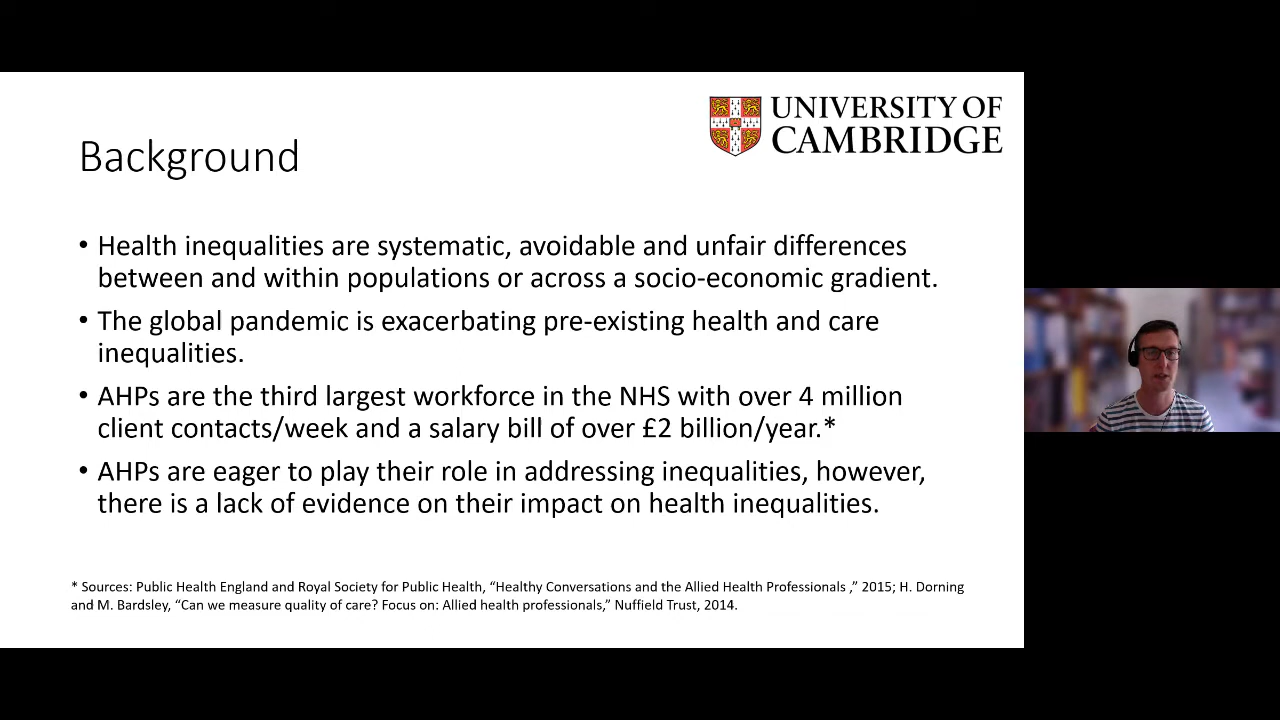 UNIVERSITY OF
CAMBRIDGE
Background
• Health inequalities are systematic, avoidable and unfair differences
between and within populations or across a socio-economic gradient.
• The global pandemic is exacerbating pre-existing health and care
inequalities.
• AHPs are the third largest workforce in the NHS with over 4 million
client contacts/week and a salary bill of over £2 billion/year.*
• AHPs are eager to play their role in addressing inequalities, however,
there is a lack of evidence on their impact on health inequalities.
* Sources: Public Health England and Royal Society for Public Health, “Healthy Conversations and the Allied Health Professionals ,” 2015; H. Dorning
and M. Bardsley, “Can we measure quality of care? Focus on: Allied health professionals,” Nuffield Trust, 2014.